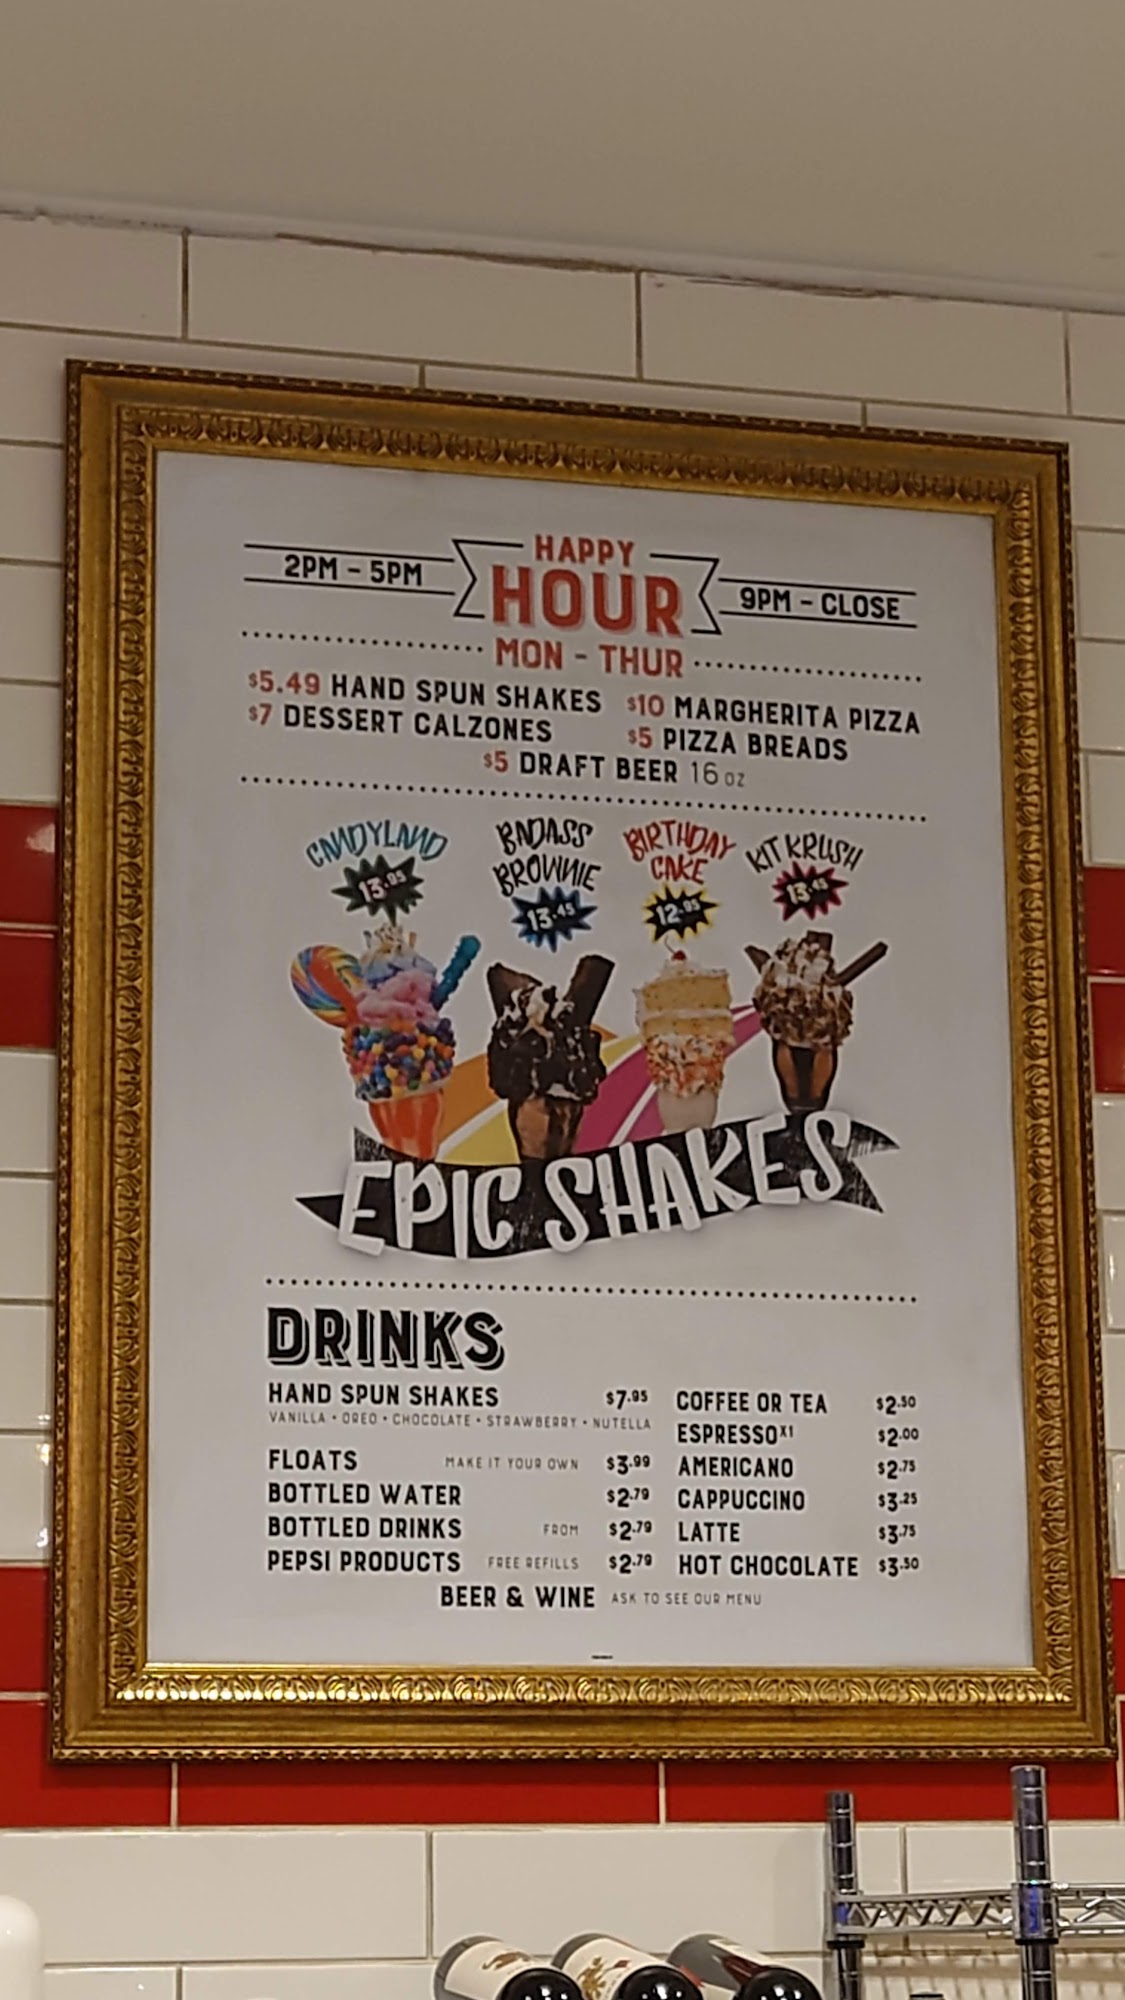 HAPPY
2PM - 5PM HOUR 9PM - CLOSE
MON - THUR
$5.49 HAND SPUN SHAKES $10 MARGHERITA PIZZA
$7 DESSERT CALZONES $5 PIZZA BREADS
$5 DRAFT BEER 16 oz
CANDYLAND
13.95
BADASS
BROWNIE
13.45
BIRTHDAY
CAKE
12.95
KIT KRUSH
13.45
EPIC SHAKES
DRINKS
HAND SPUN SHAKES $7.95
VANILLA • OREO • CHOCOLATE • STRAWBERRY • NUTELLA
FLOATS MAKE IT YOUR OWN $3.99
BOTTLED WATER $2.79
BOTTLED DRINKS FROM $2.79
PEPSI PRODUCTS FREE REFILLS $2.79
COFFEE OR TEA $2.50
ESPRESSO X1 $2.00
AMERICANO $2.75
CAPPUCCINO $3.25
LATTE $3.75
HOT CHOCOLATE $3.50
BEER & WINE ASK TO SEE OUR MENU